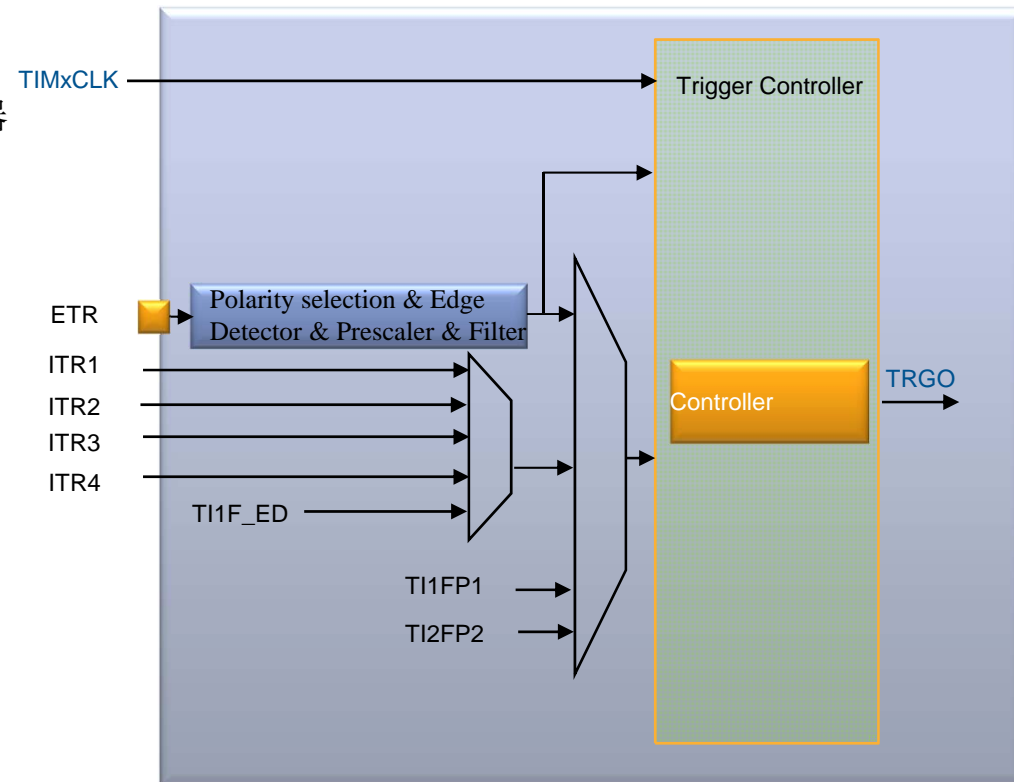 TIMxCLK
Trigger Controller
器
ETR
Polarity selection & Edge
Detector & Prescaler & Filter
ITR1
ITR2
ITR3
ITR4
TI1F_ED
TI1FP1
TI2FP2
Controller
TRGO